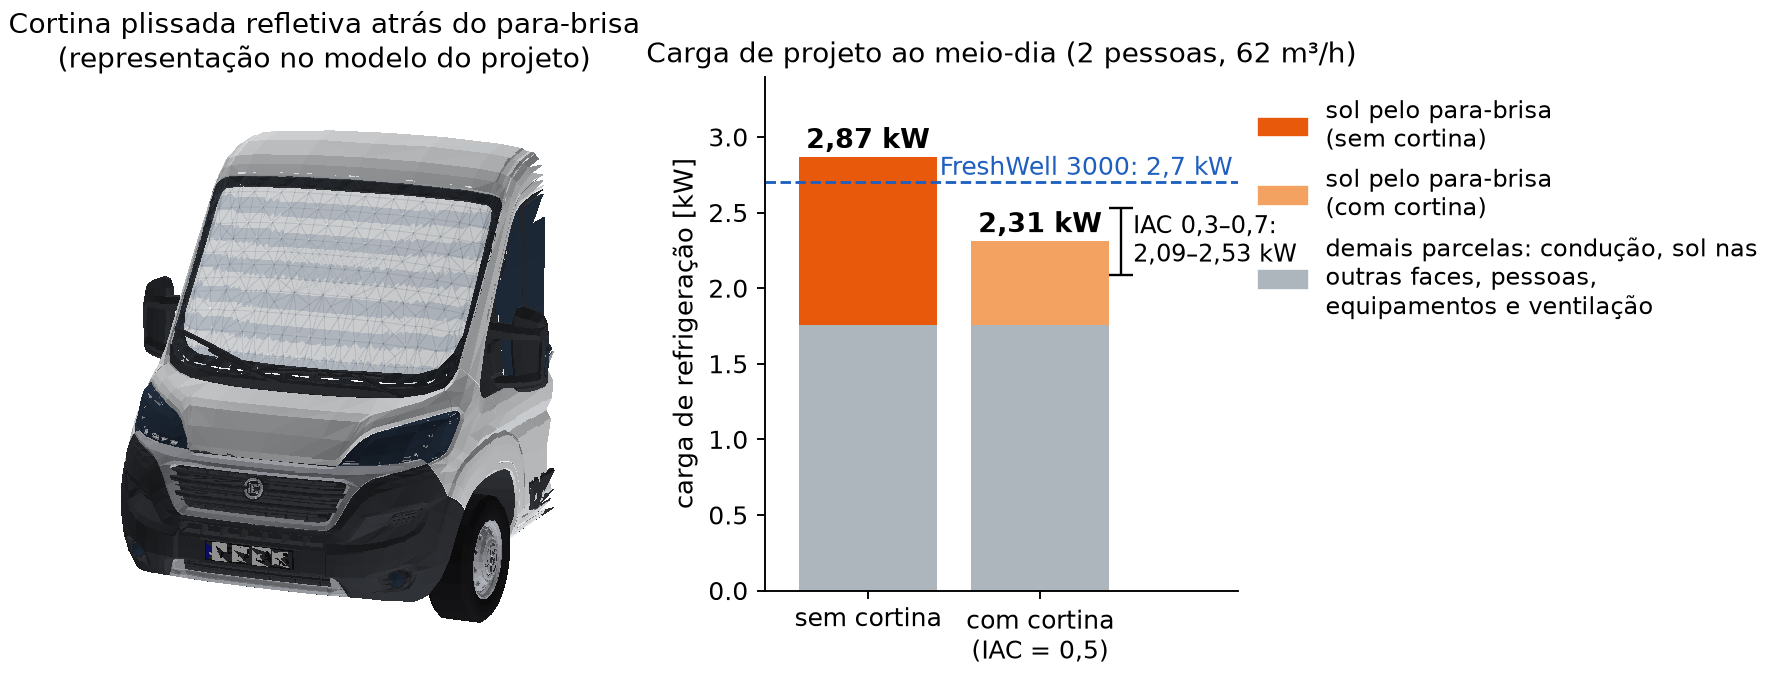 Cortina plissada refletiva atrás do para-brisa
(representação no modelo do projeto)
Carga de projeto ao meio-dia (2 pessoas, 62 m³/h)
carga de refrigeração [kW]
3.0
2.5
2.0
1.5
1.0
0.5
0.0
2,87 kW
FreshWell 3000: 2,7 kW
2,31 kW
IAC 0,3–0,7:
2,09–2,53 kW
sem cortina
com cortina
(IAC = 0,5)
sol pelo para-brisa
(sem cortina)
sol pelo para-brisa
(com cortina)
demais parcelas: condução, sol nas
outras faces, pessoas,
equipamentos e ventilação